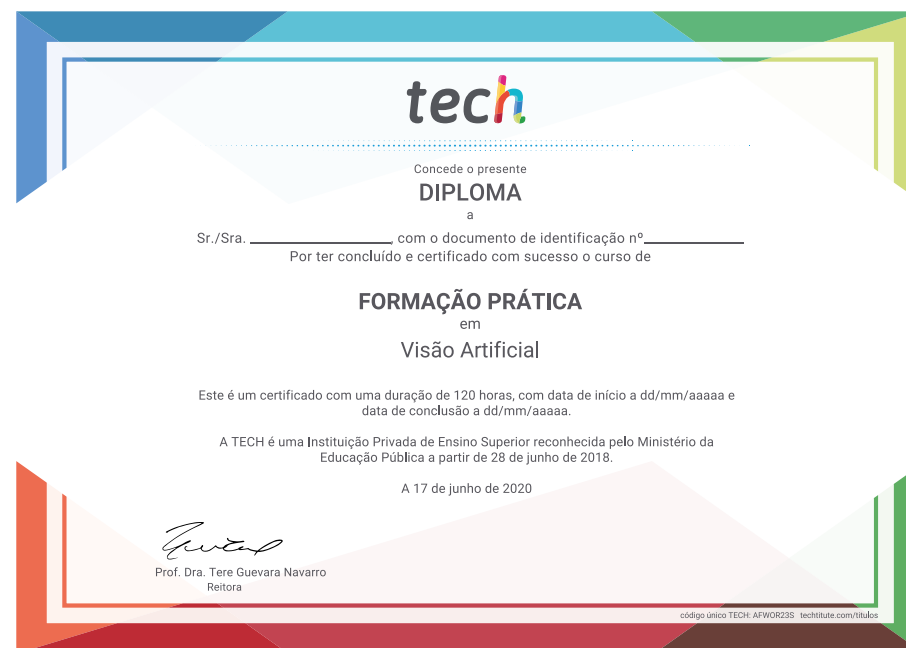 tech
Concede o presente
DIPLOMA
a
Sr./Sra. ____________________, com o documento de identificação nº______________
Por ter concluído e certificado com sucesso o curso de
FORMAÇÃO PRÁTICA
em
Visão Artificial
Este é um certificado com uma duração de 120 horas, com data de início a dd/mm/aaaaa e
data de conclusão a dd/mm/aaaaa.
A TECH é uma Instituição Privada de Ensino Superior reconhecida pelo Ministério da
Educação Pública a partir de 28 de junho de 2018.
A 17 de junho de 2020
Prof. Dra. Tere Guevara Navarro
Reitora
código único TECH: AFWOR23S techtitute.com/titulos